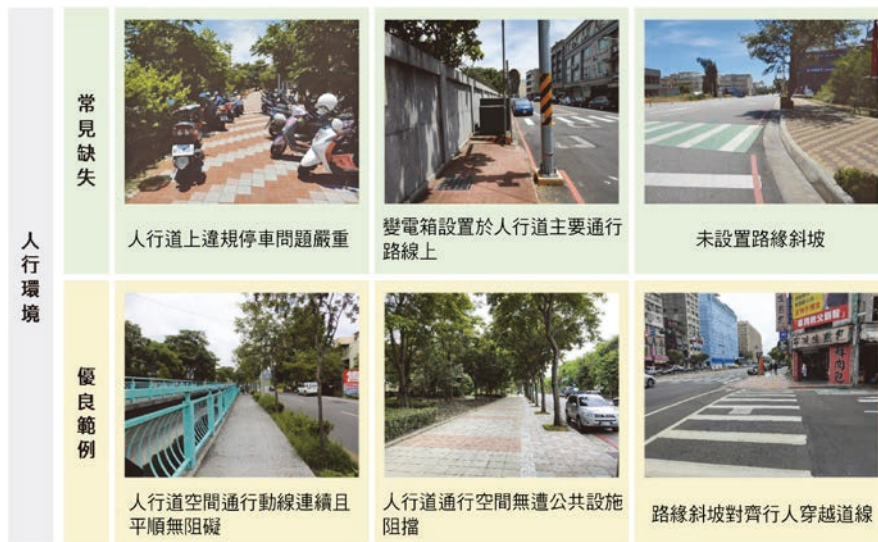 人行環境
常見缺失
人行道上違規停車問題嚴重
變電箱設置於人行道主要通行
路線上
未設置路緣斜坡
優良範例
人行道空間通行動線連續且
平順無阻礙
人行道通行空間無遭公共設施
阻擋
路緣斜坡對齊行人穿越道線